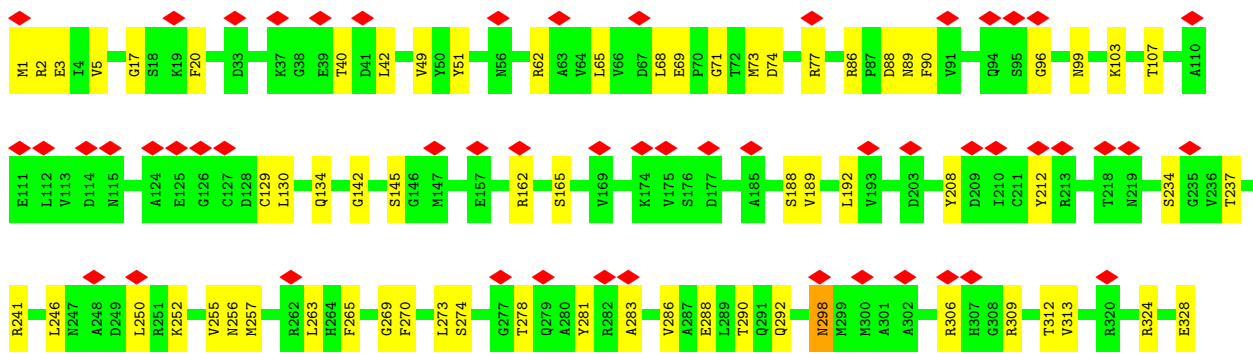 M1 R2 E3 I4 V5 G17 S18 K19 F20 D33 K37 G38 E39 T40 D41 L42 V49 Y50 Y51 N56 R62 A63 V64 L65 V66 D67 L68 E69 P70 G71 T72 M73 D74 R77 R86 P87 D88 N89 F90 V91 Q94 S95 G96 N99 K103 T107 A110
E111 L112 V113 D114 N115 A124 E125 G126 C127 D128 C129 L130 Q134 G142 S145 G146 M147 E157 R162 S165 V169 K174 V175 S176 D177 A185 S188 V189 L192 V193 D203 Y208 D209 I210 C211 Y212 R213 T218 N219 S234 G235 V236 T237
R241 L246 N247 A248 D249 L250 R251 K252 V255 N256 M257 R262 L263 H264 F265 G269 F270 L273 S274 G277 T278 Q279 A280 Y281 R282 A283 V286 A287 E288 L289 T290 Q291 Q292 N298 M299 M300 A301 A302 R306 H307 G308 R309 T312 V313 R320 R324 E328